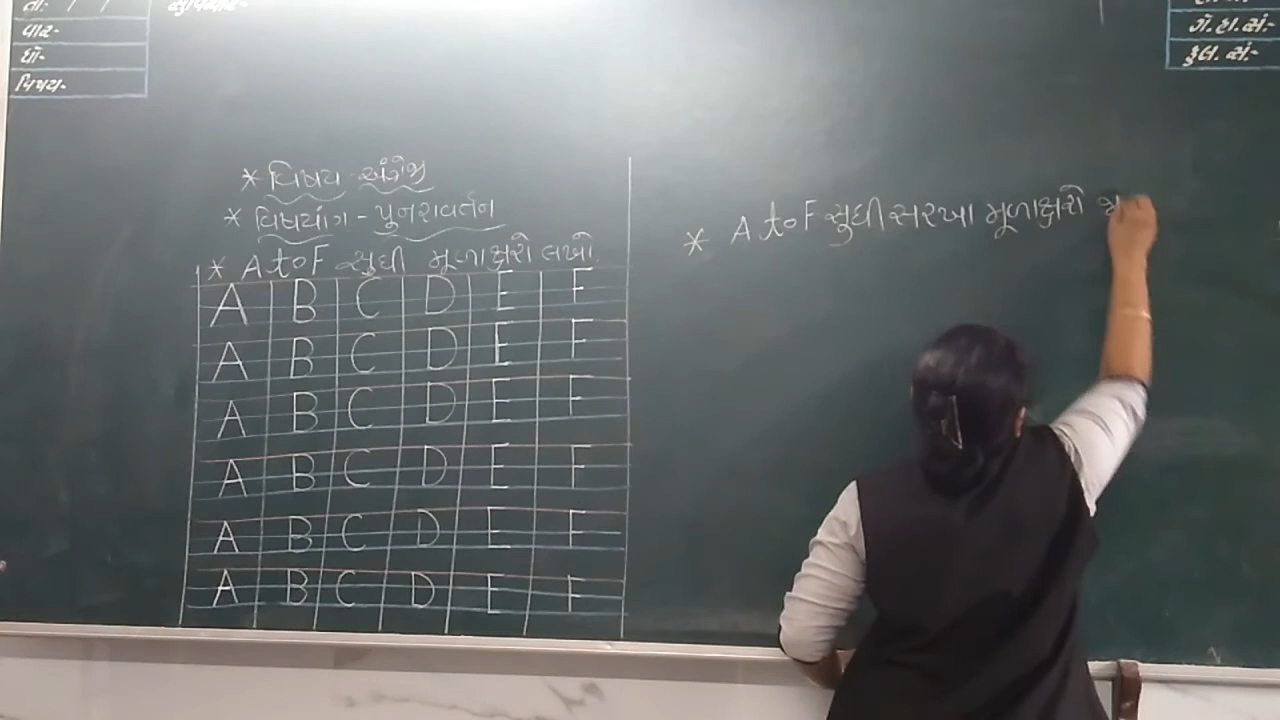 તા.- / /
સુવિચાર-
વાર-
ઘો-
વિષય-
ગે.હા.સં.-
કુલ.સં.-
* વિષય - અંગ્રેજી
* વિષયાંગ - પુનરાવર્તન
* A to F સુધી મૂળાક્ષરો લખો.
A B C D E F
A B C D E F
A B C D E F
A B C D E F
A B C D E F
A B C D E F
* A to F સુધી સરખા મૂળાક્ષરો